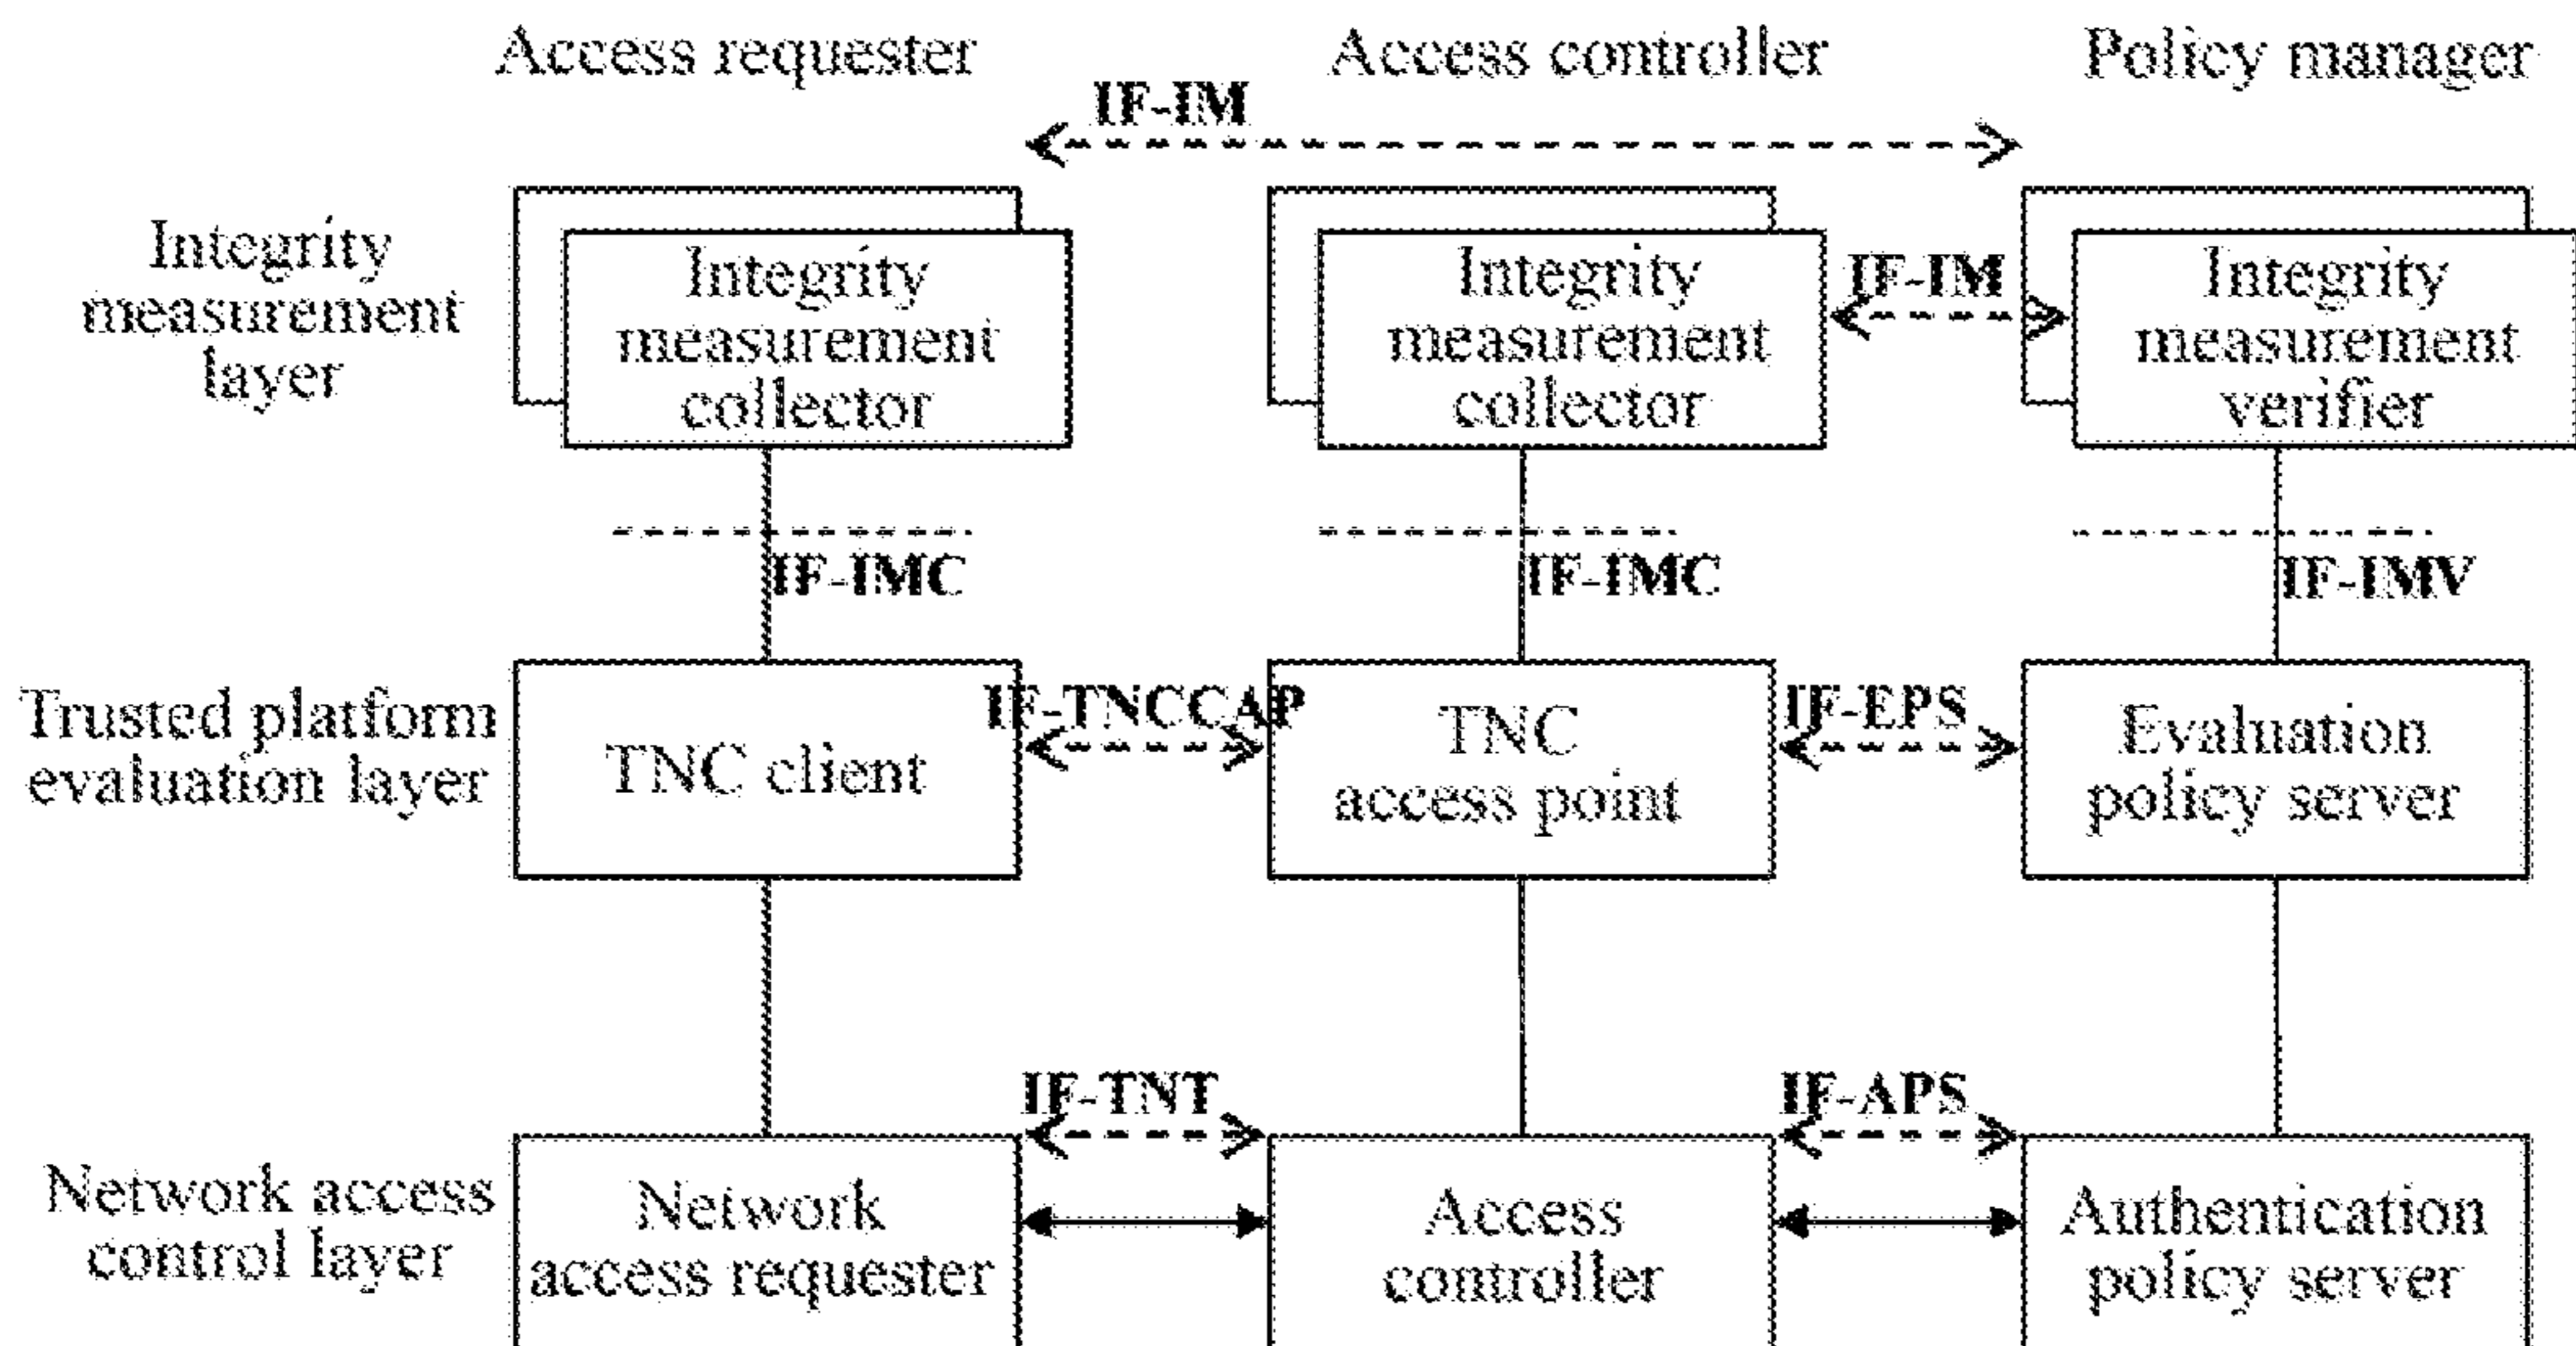 Access requester
Access controller
Policy manager
IF-IM
Integrity
measurement
layer
Integrity
measurement
collector
Integrity
measurement
collector
IF-IM
Integrity
measurement
verifier
IF-IMC
IF-IMC
IF-IMV
Trusted platform
evaluation layer
TNC client
IF-TNCCAP
TNC
access point
IF-EPS
Evaluation
policy server
IF-TNT
IF-APS
Network access
control layer
Network
access requester
Access
controller
Authentication
policy server